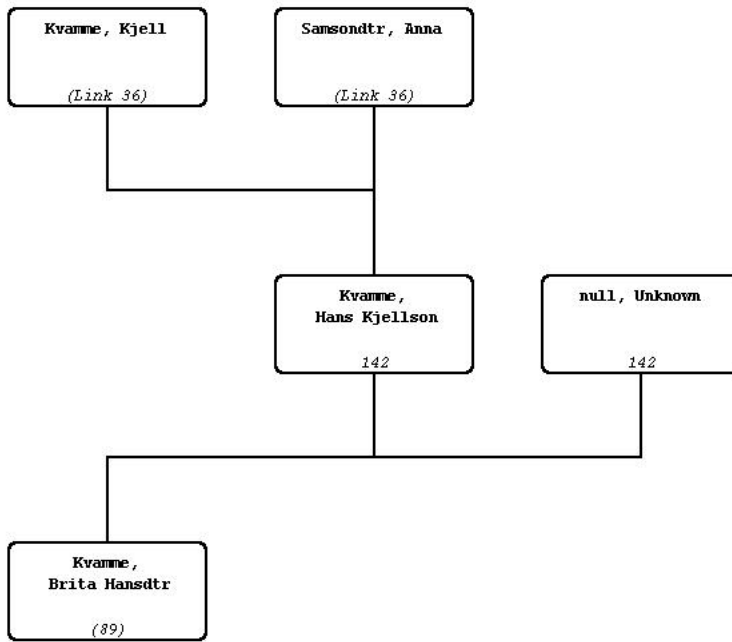 Kvamme, Kjell
(Link 36)
Samsondtr, Anna
(Link 36)
Kvamme,
Hans Kjellson
142
null, Unknown
142
Kvamme,
Brita Hansdtr
(89)